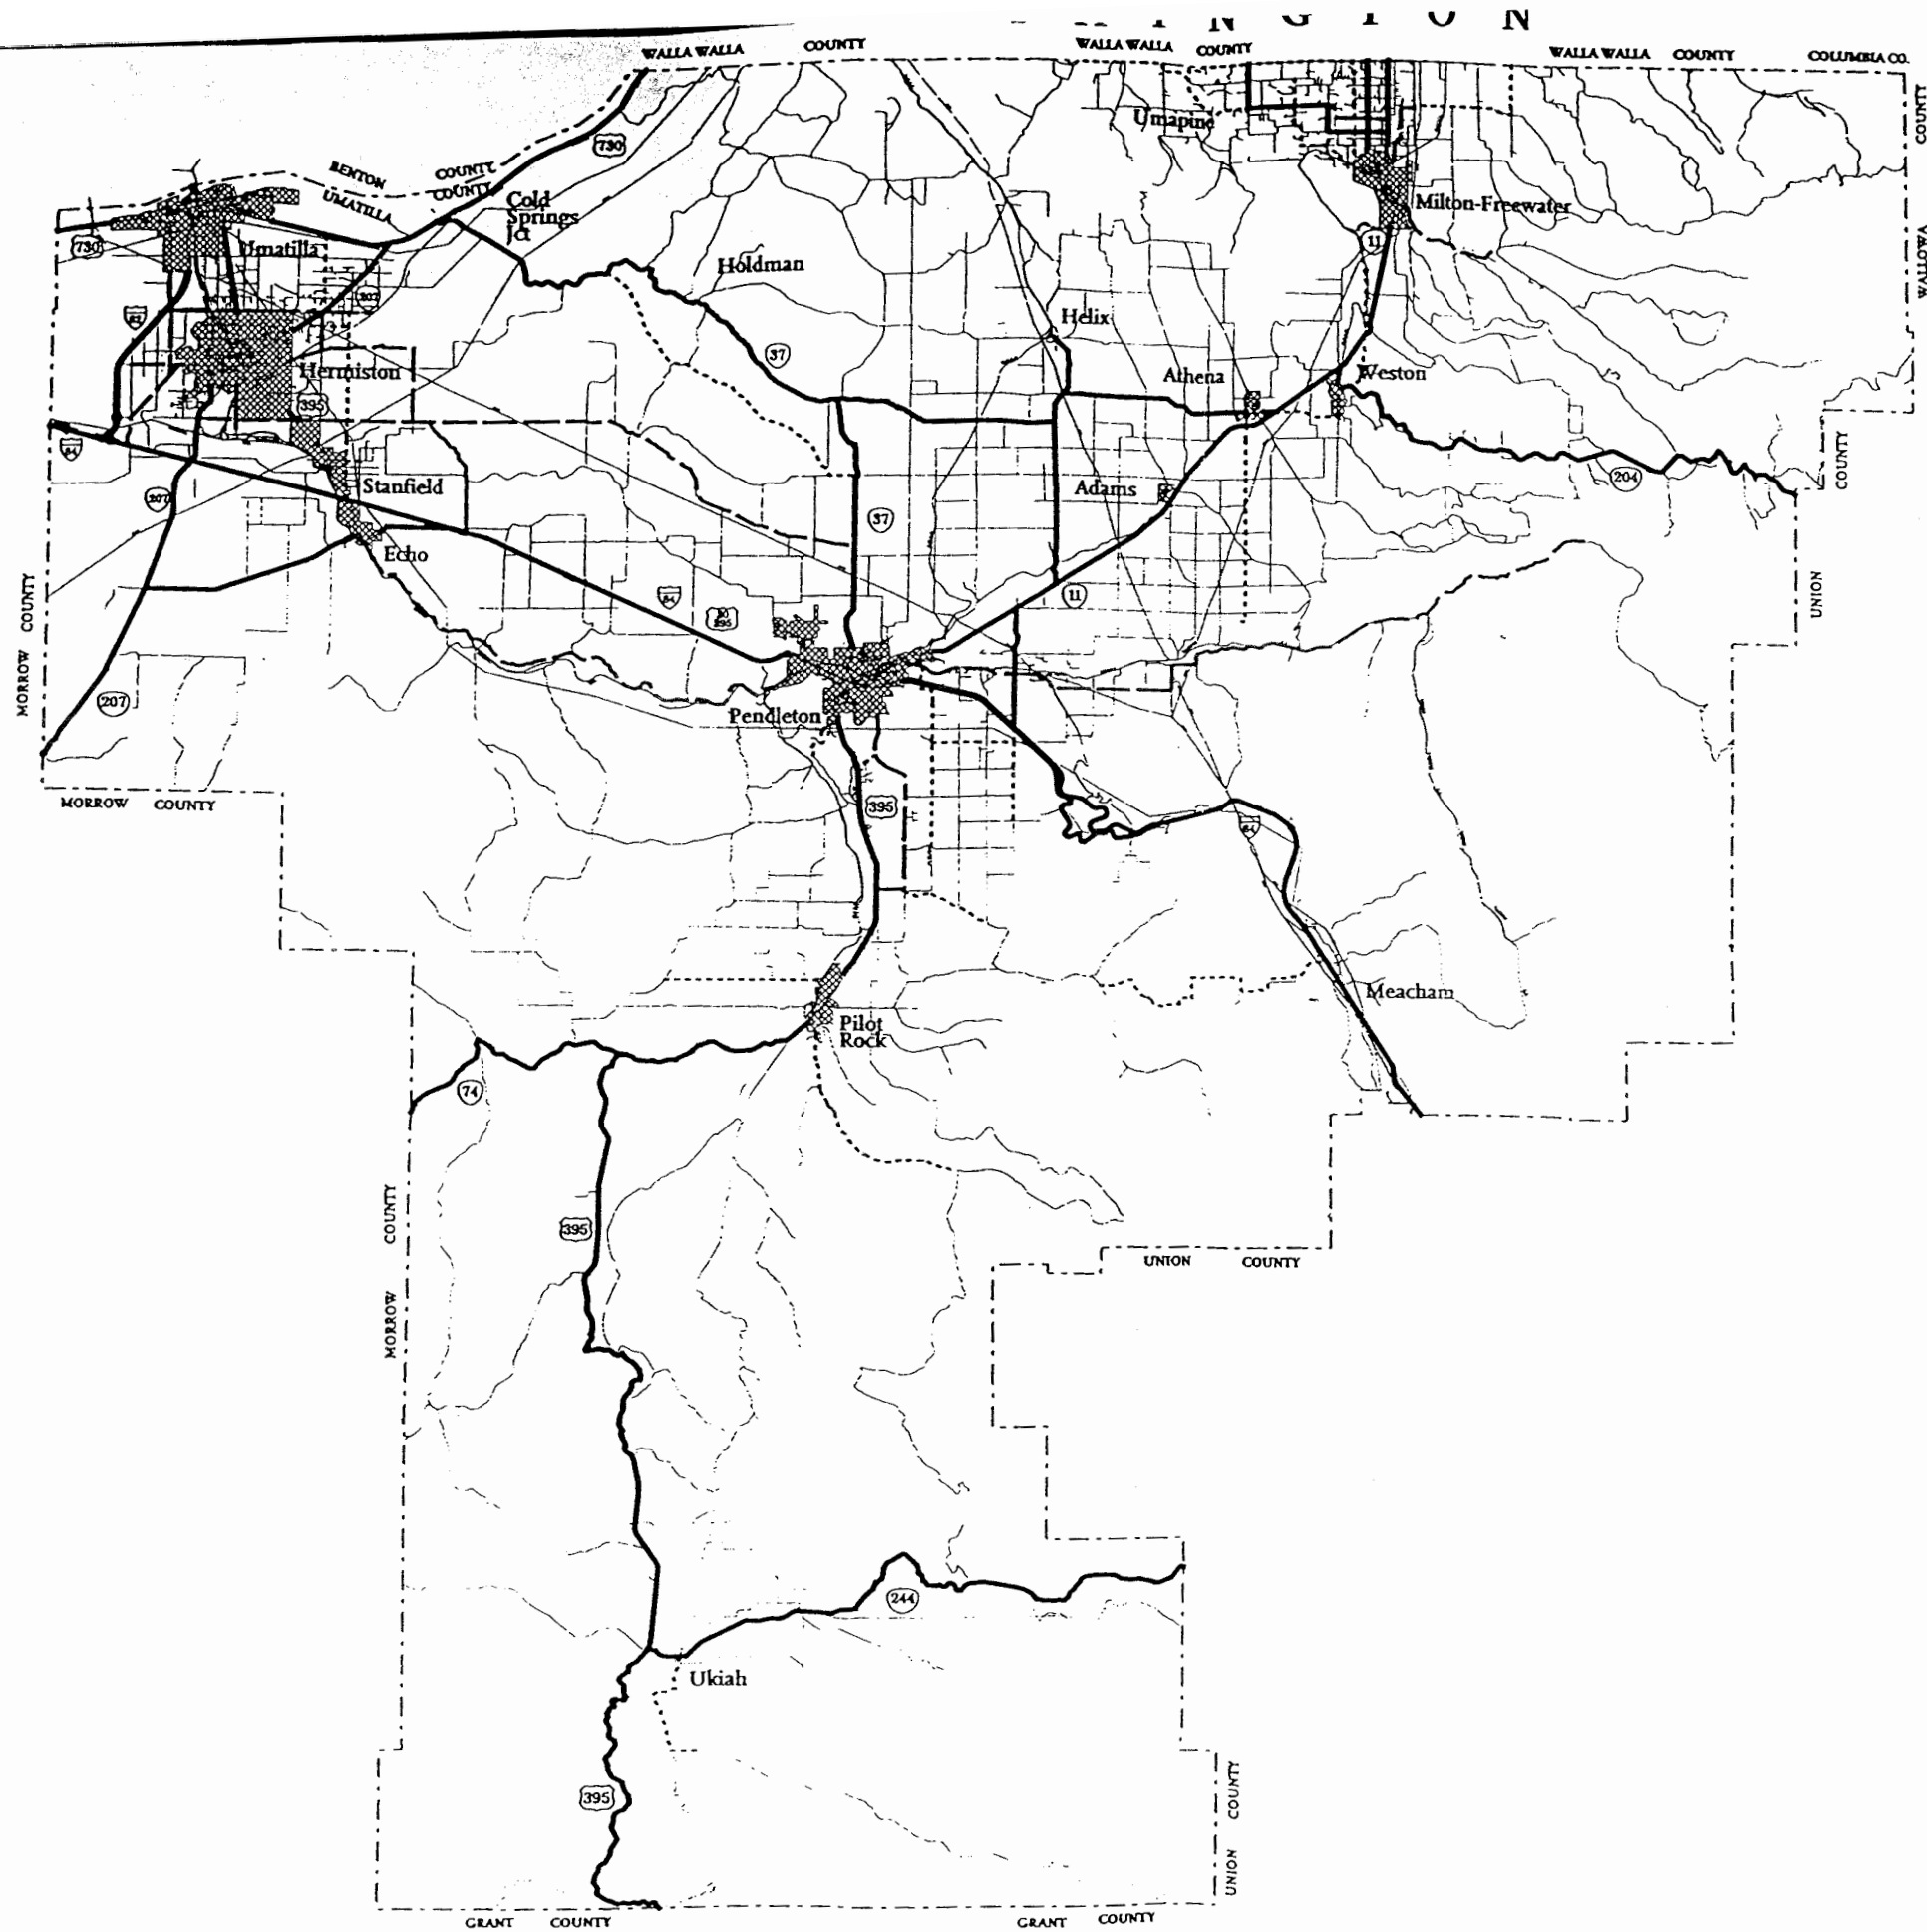 INGTON
WALLA WALLA COUNTY
WALLA WALLA COUNTY
WALLA WALLA COUNTY
COLUMBIA CO.
COUNTY
WALLOWA
Umapine
730
BENTON COUNTY
UMATILLA COUNTY
Cold
Springs
Jct
Milton-Freewater
730
Umatilla
11
Holdman
207
82
Helix
37
Hermiston
Athena
Weston
395
84
COUNTY
UNION
204
207
Stanfield
Adams
37
Echo
84
11
MORROW COUNTY
207
Pendleton
MORROW COUNTY
395
84
Meacham
Pilot
Rock
74
MORROW COUNTY
395
UNION COUNTY
244
Ukiah
395
UNION COUNTY
GRANT COUNTY
GRANT COUNTY